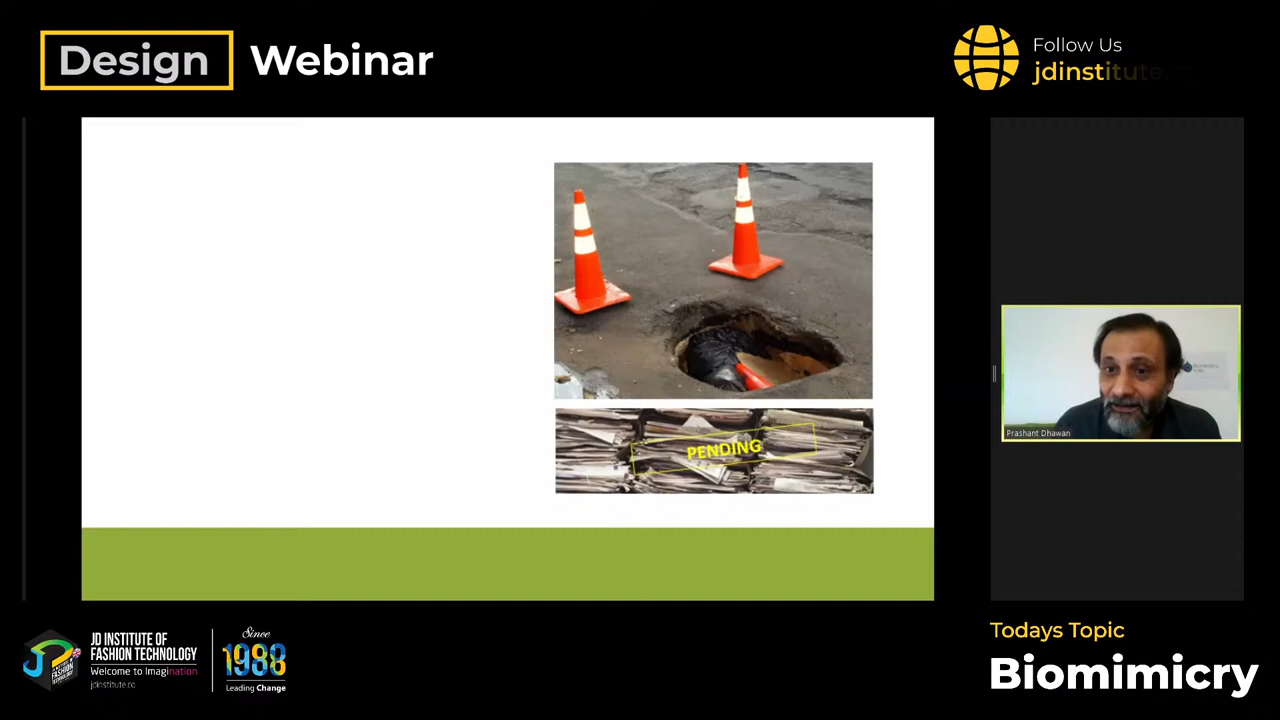 Design Webinar
Follow Us
jdinstitute.
PENDING
Prashant Dhawan
JD INSTITUTE OF
FASHION TECHNOLOGY
Welcome to Imagination
jdinstitute.co
Since
1988
Leading Change
Todays Topic
Biomimicry